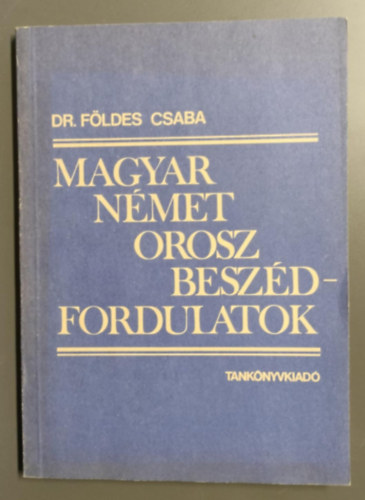 DR. FÖLDES CSABA
MAGYAR
NÉMET
OROSZ
BESZÉD-
FORDULATOK
TANKÖNYVKIADÓ